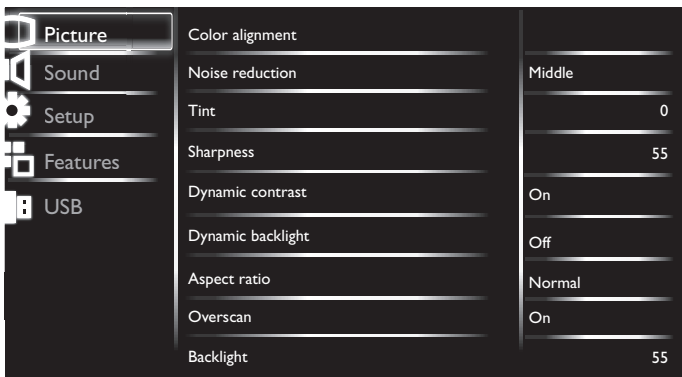 Picture
Sound
Setup
Features
USB
Color alignment
Noise reduction Middle
Tint 0
Sharpness 55
Dynamic contrast On
Dynamic backlight Off
Aspect ratio Normal
Overscan On
Backlight 55